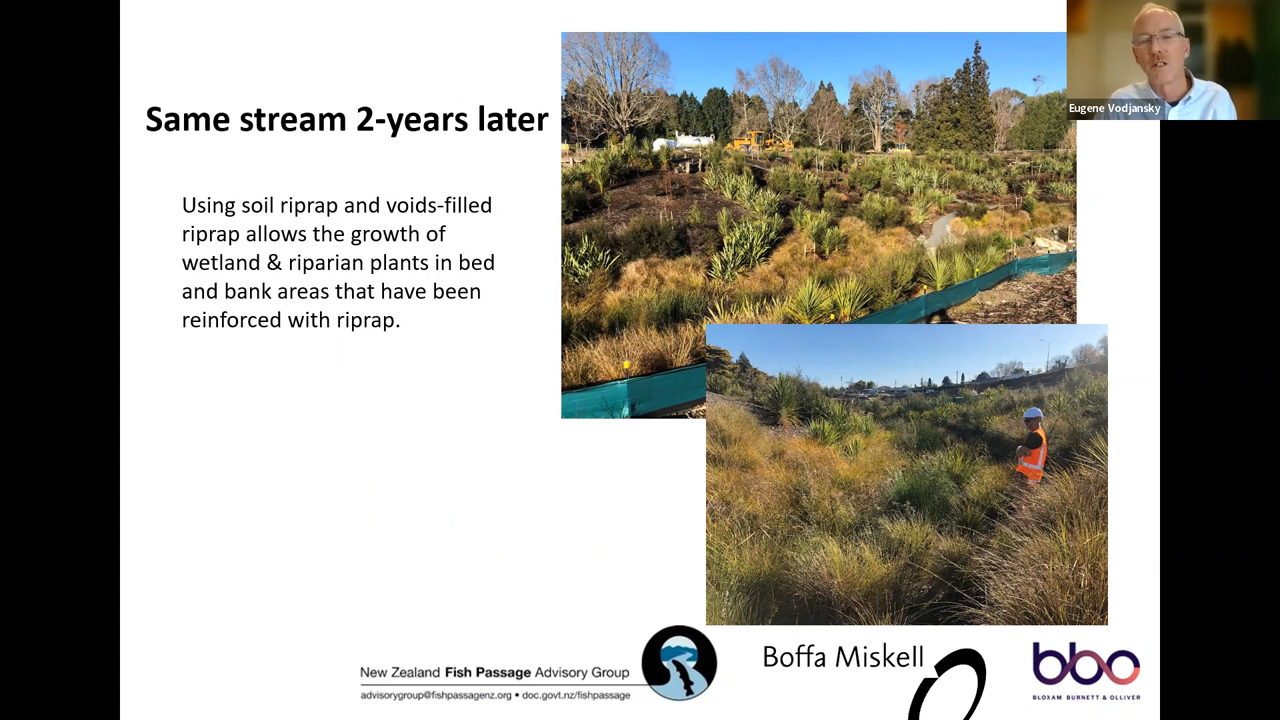 Eugene Vodjansky
Same stream 2-years later
Using soil riprap and voids-filled
riprap allows the growth of
wetland & riparian plants in bed
and bank areas that have been
reinforced with riprap.
New Zealand Fish Passage Advisory Group
advisorygroup@fishpassagenz.org • doc.govt.nz/fishpassage
Boffa Miskell
bbo
BLOXAM BURNETT & OLLIVER